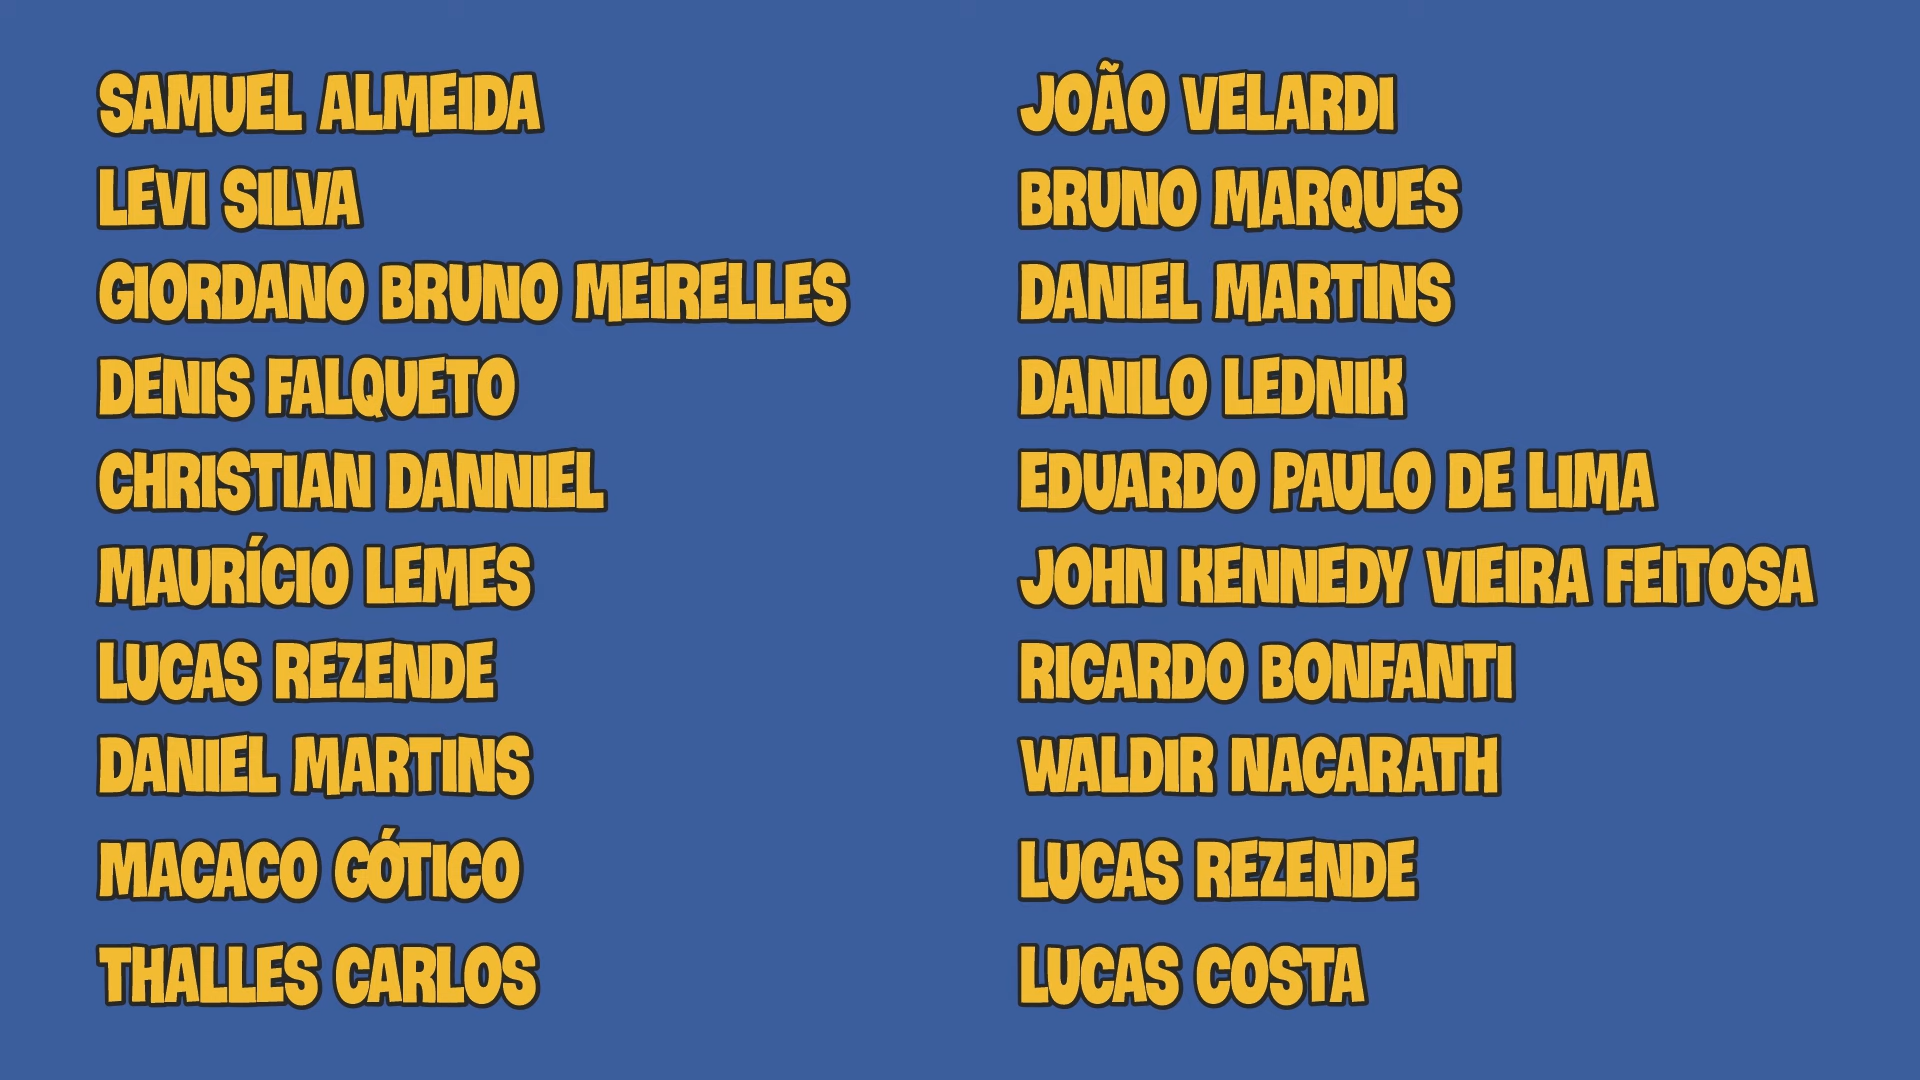 SAMUEL ALMEIDA
LEVI SILVA
GIORDANO BRUNO MEIRELLES
DENIS FALQUETO
CHRISTIAN DANNIEL
MAURÍCIO LEMES
LUCAS REZENDE
DANIEL MARTINS
MACACO GÓTICO
THALLES CARLOS
JOÃO VELARDI
BRUNO MARQUES
DANIEL MARTINS
DANILO LEDNIK
EDUARDO PAULO DE LIMA
JOHN KENNEDY VIEIRA FEITOSA
RICARDO BONFANTI
WALDIR NACARATH
LUCAS REZENDE
LUCAS COSTA